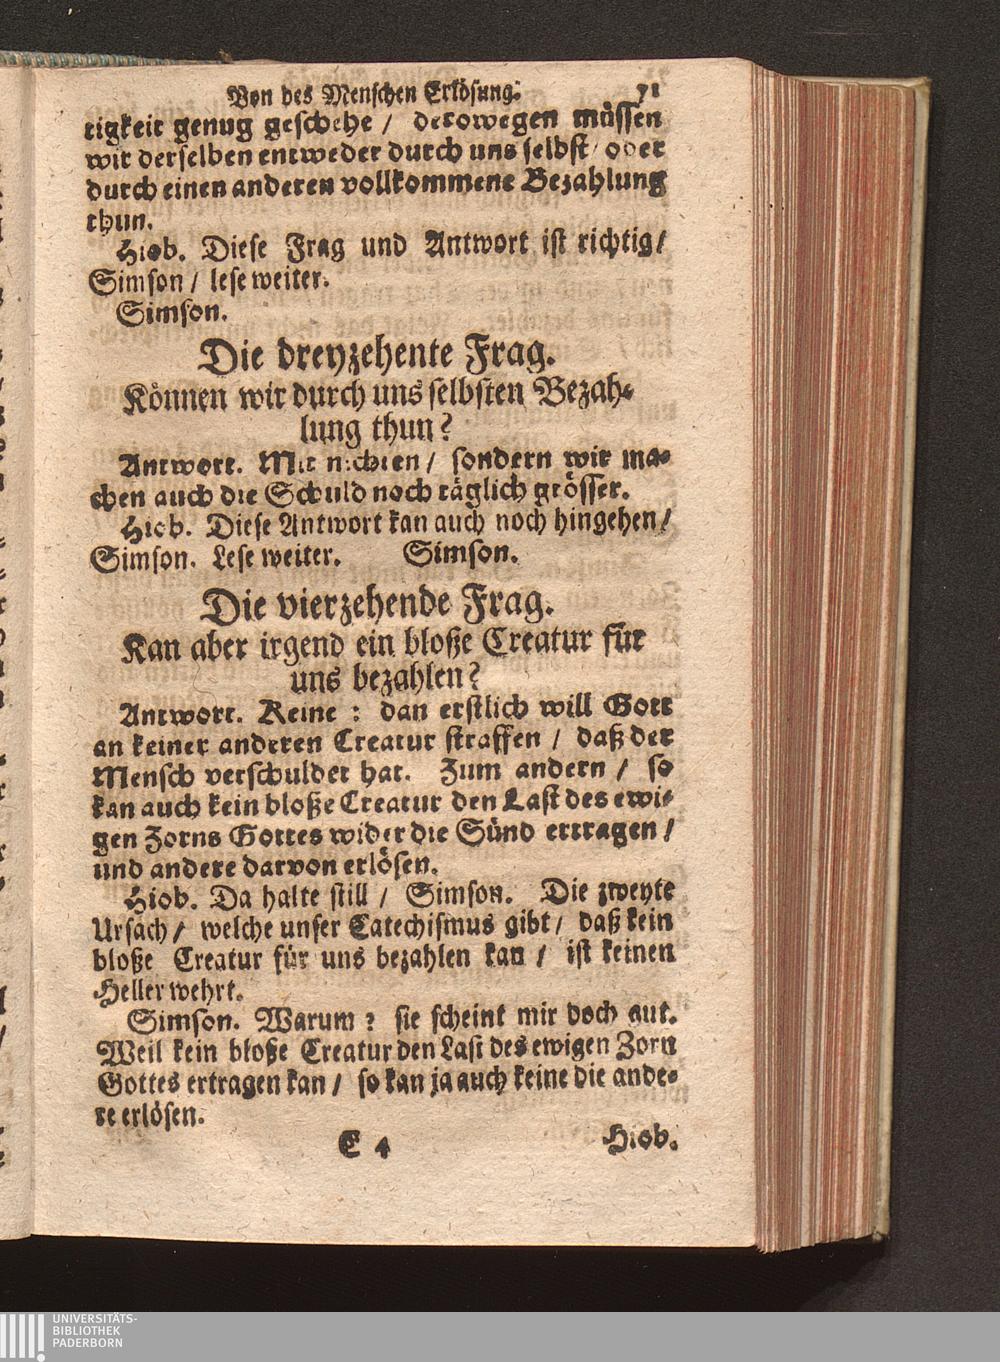 Von des Menschen Erlösung. 71
tigkeit genug geschehe / derowegen müssen
wir derselben entweder durch uns selbst / oder
durch einen anderen vollkommene Bezahlung
thun.
Hiob. Diese Frag und Antwort ist richtig /
Simson / lese weiter.
Simson.
Die dreyzehente Frag.
Können wir durch uns selbsten Bezah-
lung thun?
Antwort. Mit nichten / sondern wir ma-
chen auch die Schuld noch täglich grösser.
Hiob. Diese Antwort kan auch noch hingehen /
Simson. Lese weiter. Simson.
Die vierzehende Frag.
Kan aber irgend ein bloße Creatur für
uns bezahlen?
Antwort. Keine : dan erstlich will Gott
an keiner anderen Creatur straffen / daß der
Mensch verschuldet hat. Zum andern / so
kan auch kein bloße Creatur den Last des ewi-
gen Zorns Gottes wider die Sünd ertragen /
und andere darvon erlösen.
Hiob. Da halte still / Simson. Die zweyte
Ursach / welche unser Catechismus gibt / daß kein
bloße Creatur für uns bezahlen kan / ist keinen
Heller wehrt.
Simson. Warum? sie scheint mir doch gut.
Weil kein bloße Creatur den Last des ewigen Zorn
Gottes ertragen kan / so kan ja auch keine die ande-
re erlösen.
E 4 Hiob.
UNIVERSITÄTS-
BIBLIOTHEK
PADERBORN